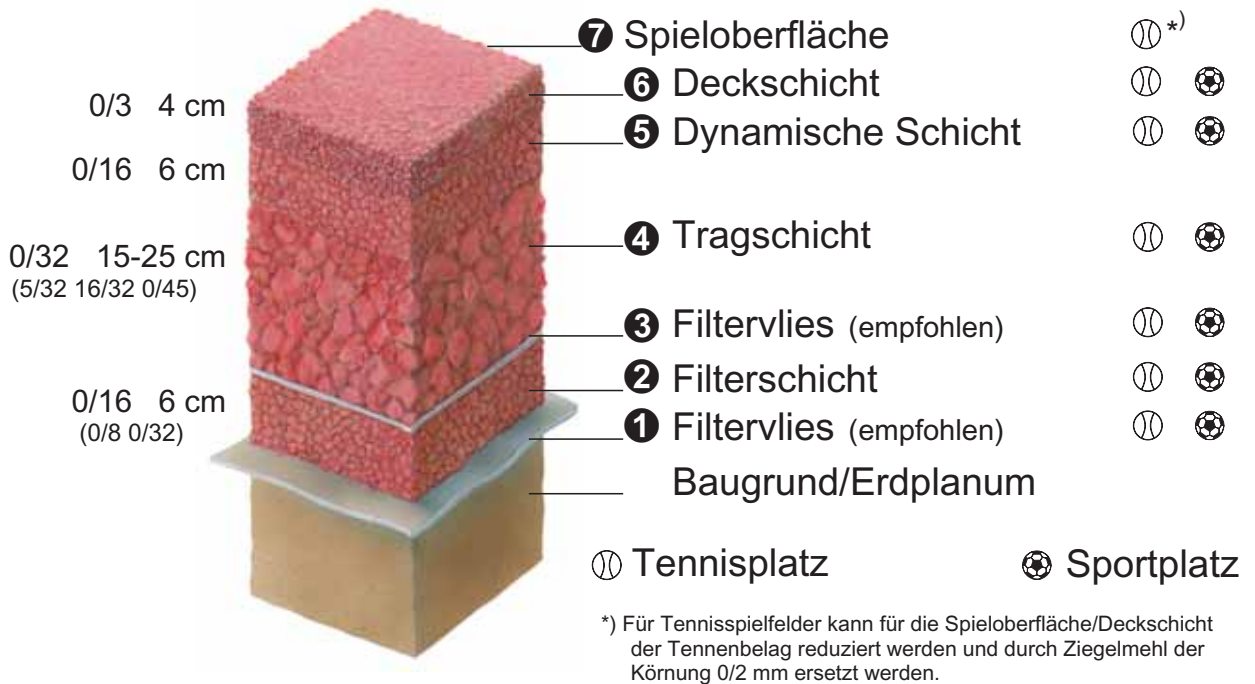 ❼ Spieloberfläche *)
❻ Deckschicht
0/3 4 cm
❺ Dynamische Schicht
0/16 6 cm
❹ Tragschicht
0/32 15-25 cm
(5/32 16/32 0/45)
❸ Filtervlies (empfohlen)
❷ Filterschicht
0/16 6 cm
(0/8 0/32)
❶ Filtervlies (empfohlen)
Baugrund/Erdplanum
Tennisplatz Sportplatz
*) Für Tennisspielfelder kann für die Spieloberfläche/Deckschicht
der Tennenbelag reduziert werden und durch Ziegelmehl der
Körnung 0/2 mm ersetzt werden.